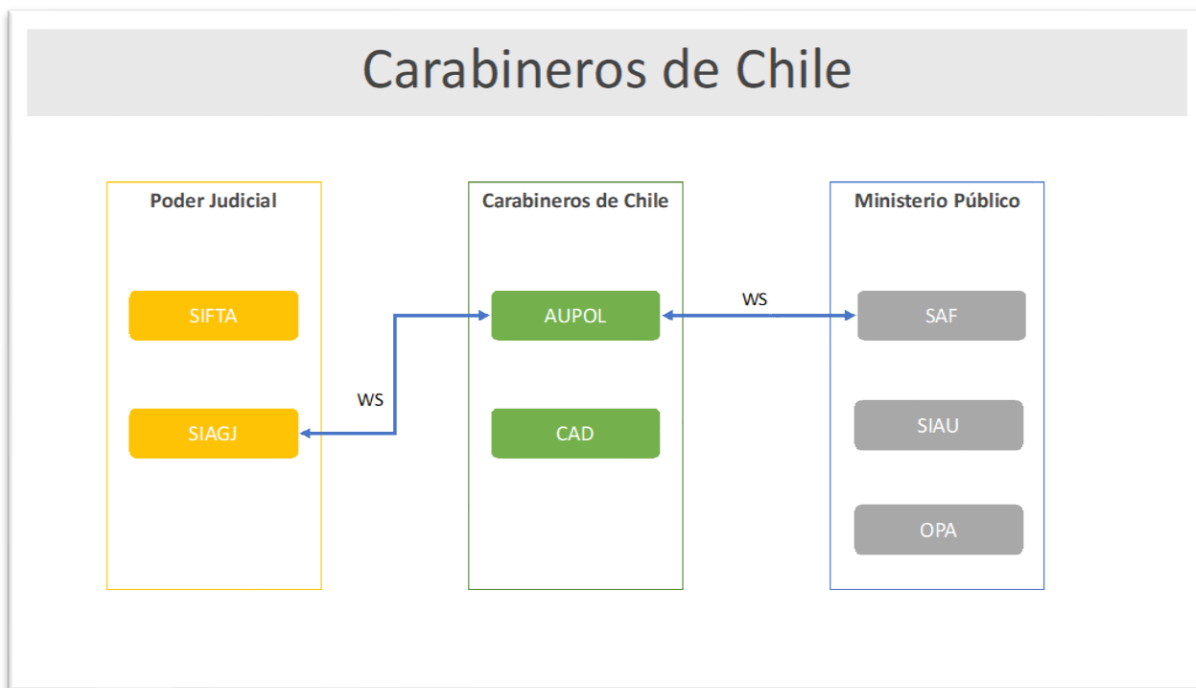 Carabineros de Chile
Poder Judicial
SIFTA
SIAGJ
WS
Carabineros de Chile
AUPOL
CAD
WS
Ministerio Público
SAF
SIAU
OPA